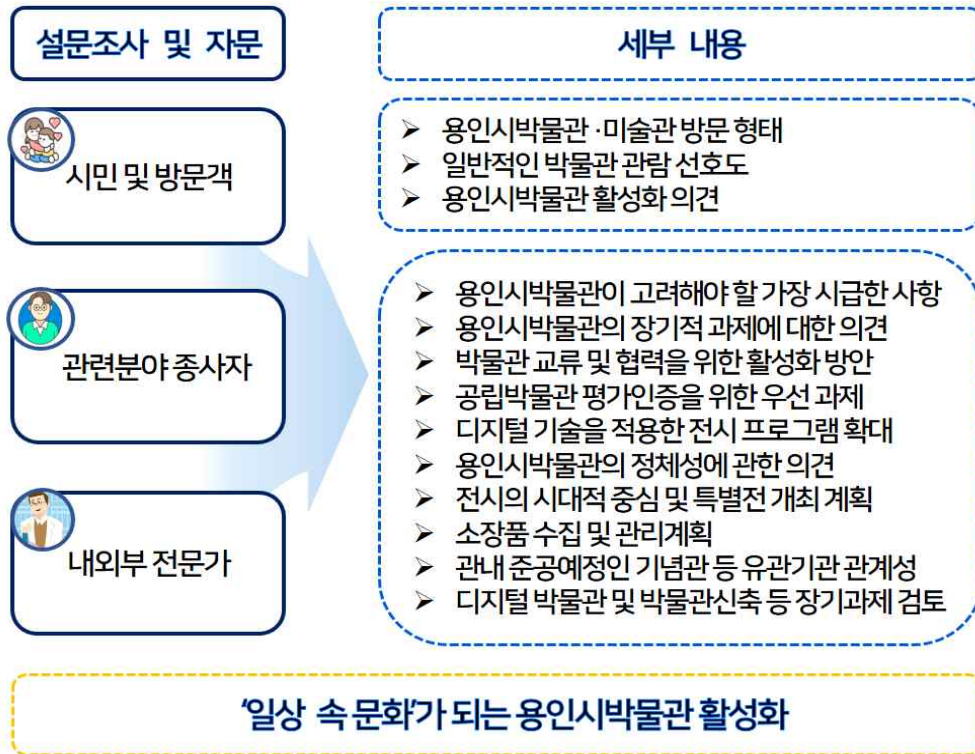 설문조사 및 자문
세부 내용
시민 및 방문객
➢ 용인시박물관·미술관 방문 형태
➢ 일반적인 박물관 관람 선호도
➢ 용인시박물관 활성화 의견
관련분야 종사자
내외부 전문가
➢ 용인시박물관이 고려해야 할 가장 시급한 사항
➢ 용인시박물관의 장기적 과제에 대한 의견
➢ 박물관 교류 및 협력을 위한 활성화 방안
➢ 공립박물관 평가인증을 위한 우선 과제
➢ 디지털 기술을 적용한 전시 프로그램 확대
➢ 용인시박물관의 정체성에 관한 의견
➢ 전시의 시대적 중심 및 특별전 개최 계획
➢ 소장품 수집 및 관리계획
➢ 관내 준공예정인 기념관 등 유관기관 관계성
➢ 디지털 박물관 및 박물관신축 등 장기과제 검토
'일상 속 문화'가 되는 용인시박물관 활성화